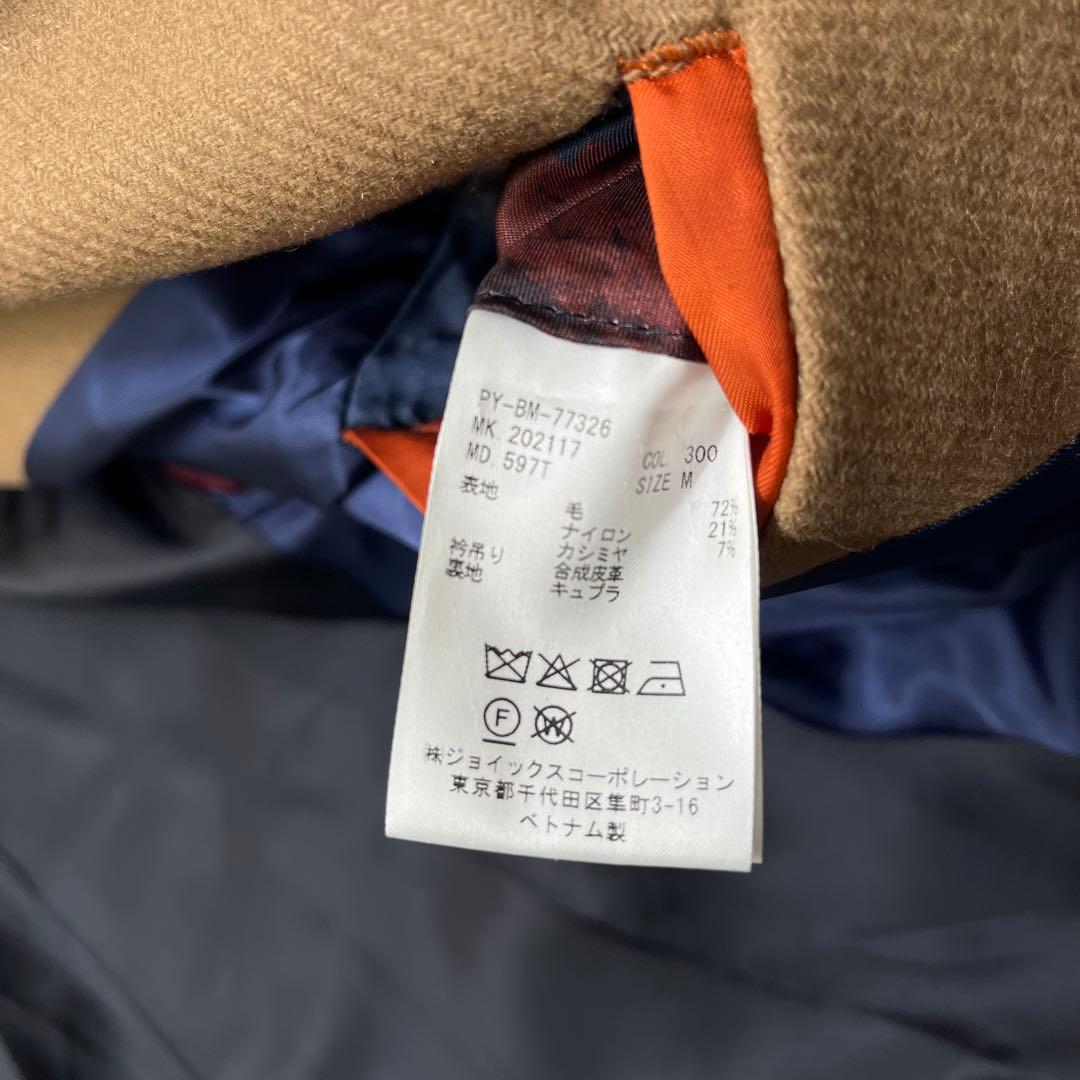 PY-BM-77326
MK. 202117 COL 300
MD. 597T SIZE M
表地 毛 72%
ナイロン 21%
カシミヤ 7%
衿吊り 合成皮革
裏地 キュプラ
F W
㈱ジョイックスコーポレーション
東京都千代田区隼町3-16
ベトナム製